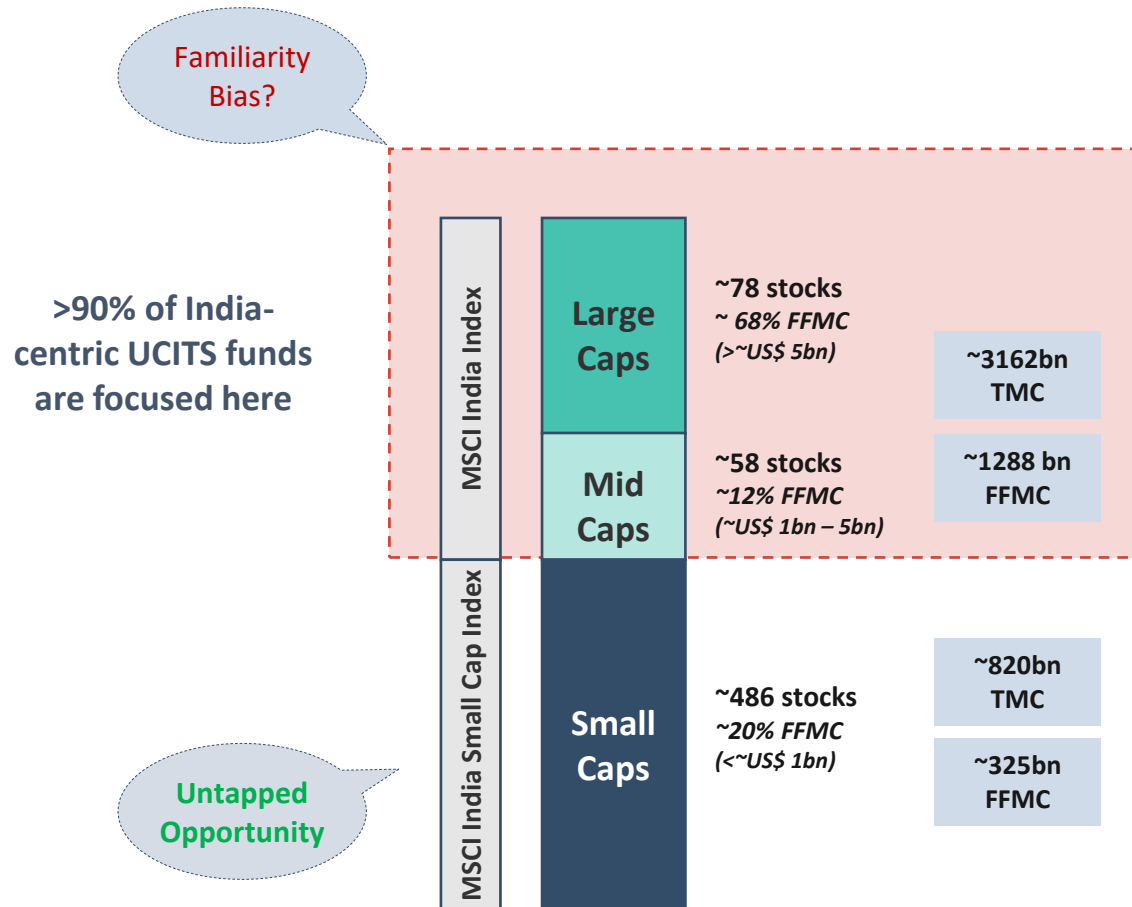 Familiarity
Bias?
>90% of India-
centric UCITS funds
are focused here
MSCI India Index
Large
Caps
~78 stocks
~ 68% FFMC
(>~US$ 5bn)
~3162bn
TMC
Mid
Caps
~58 stocks
~12% FFMC
(~US$ 1bn – 5bn)
~1288 bn
FFMC
MSCI India Small Cap Index
Small
Caps
~486 stocks
~20% FFMC
(<~US$ 1bn)
~820bn
TMC
~325bn
FFMC
Untapped
Opportunity